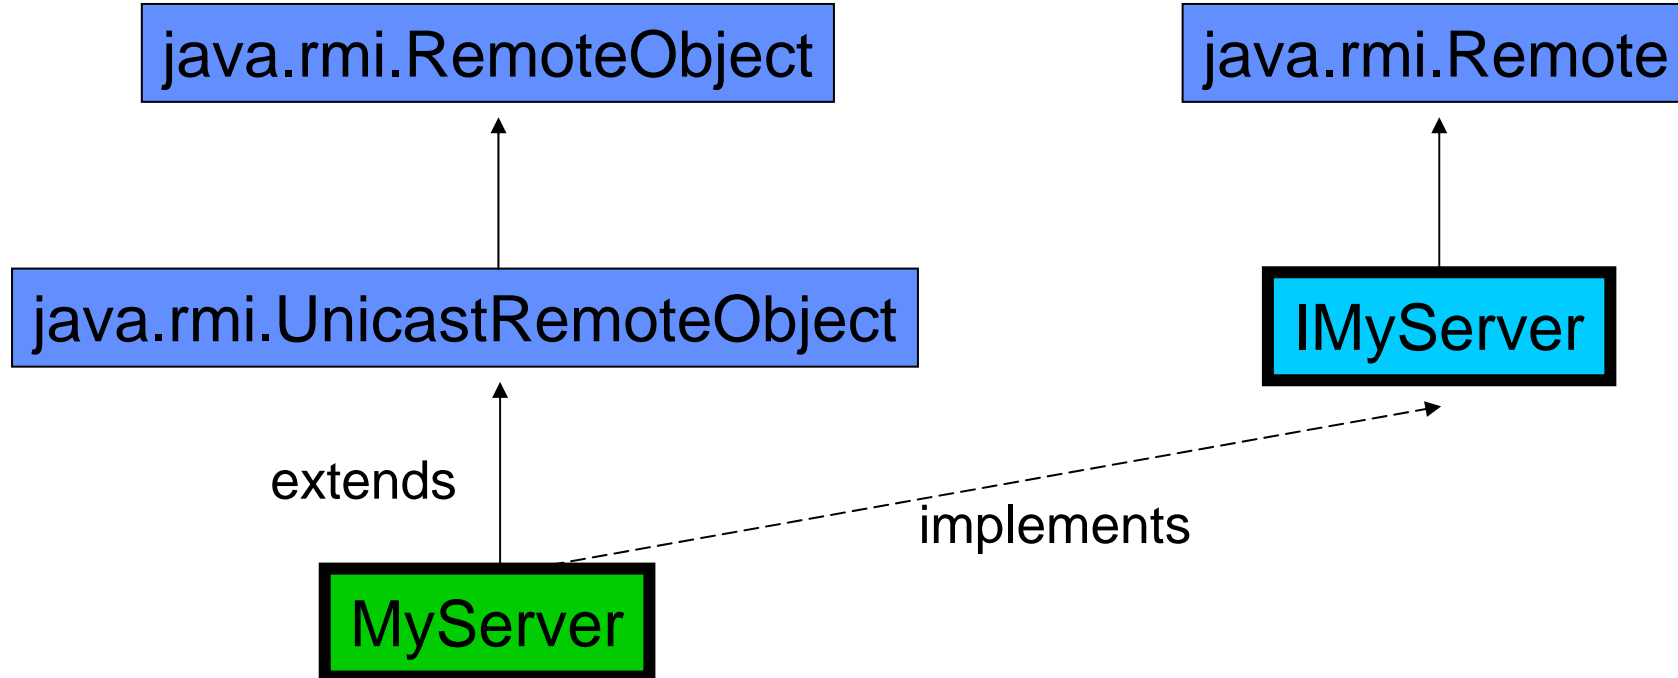 java.rmi.RemoteObject
java.rmi.Remote
java.rmi.UnicastRemoteObject
IMyServer
extends
implements
MyServer